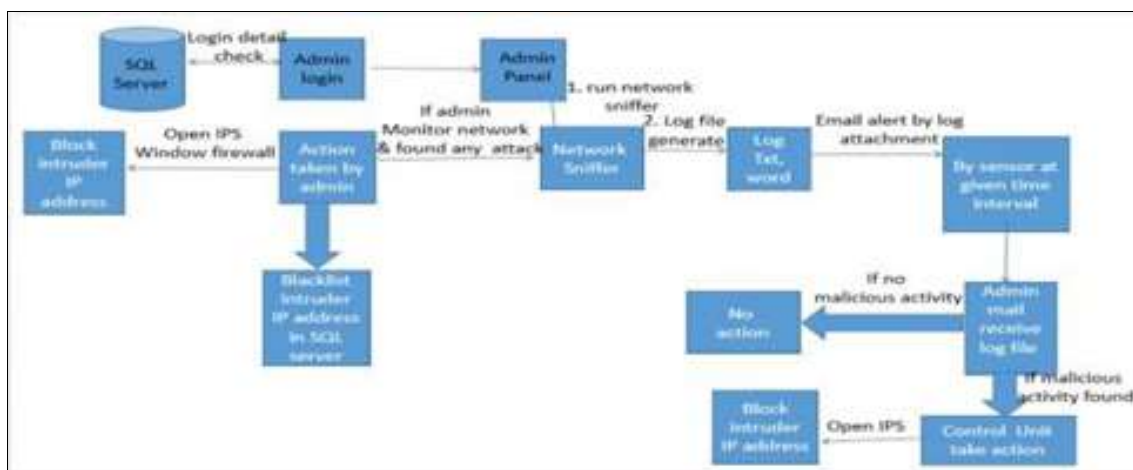 Login detail
check
SQL
Server
Admin
login
Admin
Panel
1. run network
sniffer
If admin
Monitor network
& found any attack
2. Log file
generate
Email alert by log
attachment
Open IPS
Window firewall
Block
intruder
IP
address
Action
taken by
admin
Network
Sniffer
Log
Txt,
word
By sensor at
given time
interval
Blacklist
intruder
IP address
in SQL
server
If no
malicious activity
No
action
Admin
mail
receive
log file
If malicious
activity found
Block
intruder
IP address
Open IPS
Control Unit
take action